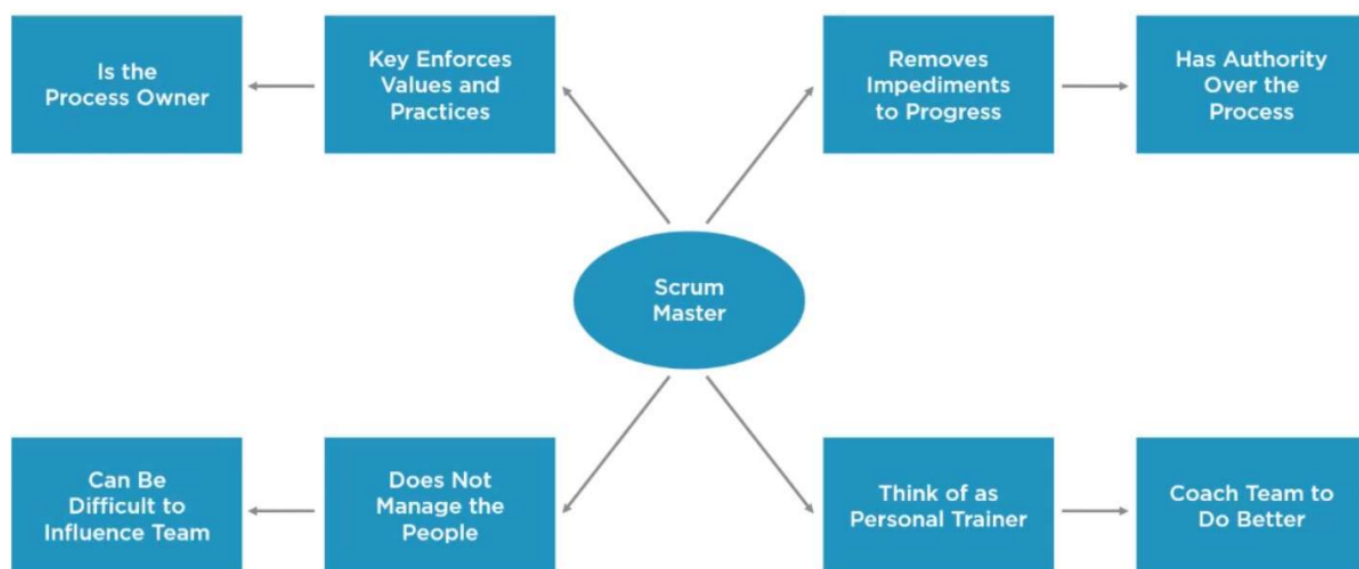 Is the
Process Owner
Key Enforces
Values and
Practices
Removes
Impediments
to Progress
Has Authority
Over the
Process
Scrum
Master
Can Be
Difficult to
Influence Team
Does Not
Manage the
People
Think of as
Personal Trainer
Coach Team to
Do Better